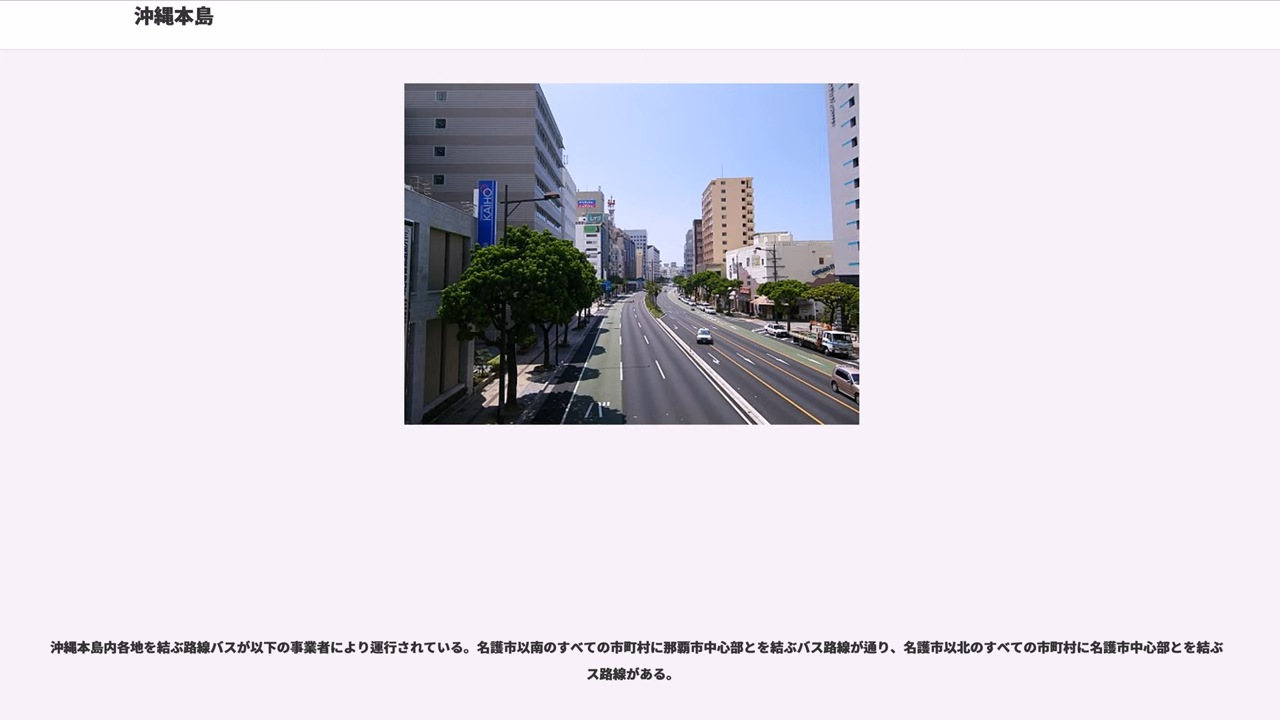 沖縄本島
KAIHO
沖縄本島内各地を結ぶ路線バスが以下の事業者により運行されている。名護市以南のすべての市町村に那覇市中心部とを結ぶバス路線が通り、名護市以北のすべての市町村に名護市中心部とを結ぶ
ス路線がある。